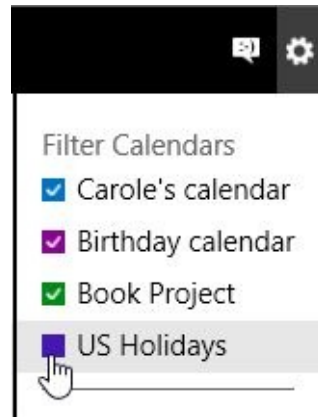 Filter Calendars
Carole's calendar
Birthday calendar
Book Project
US Holidays